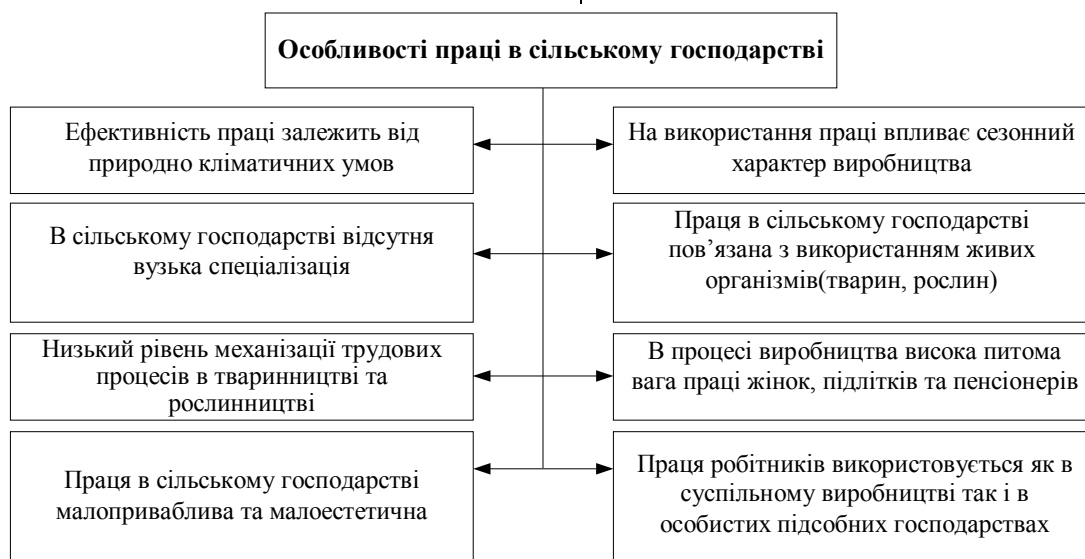 Особливості праці в сільському господарстві
Ефективність праці залежить від
природно кліматичних умов
На використання праці впливає сезонний
характер виробництва
В сільському господарстві відсутня
вузька спеціалізація
Праця в сільському господарстві
пов’язана з використанням живих
організмів(тварин, рослин)
Низький рівень механізації трудових
процесів в тваринництві та
рослинництві
В процесі виробництва висока питома
вага праці жінок, підлітків та пенсіонерів
Праця в сільському господарстві
малоприваблива та малоестетична
Праця робітників використовується як в
суспільному виробництві так і в
особистих підсобних господарствах